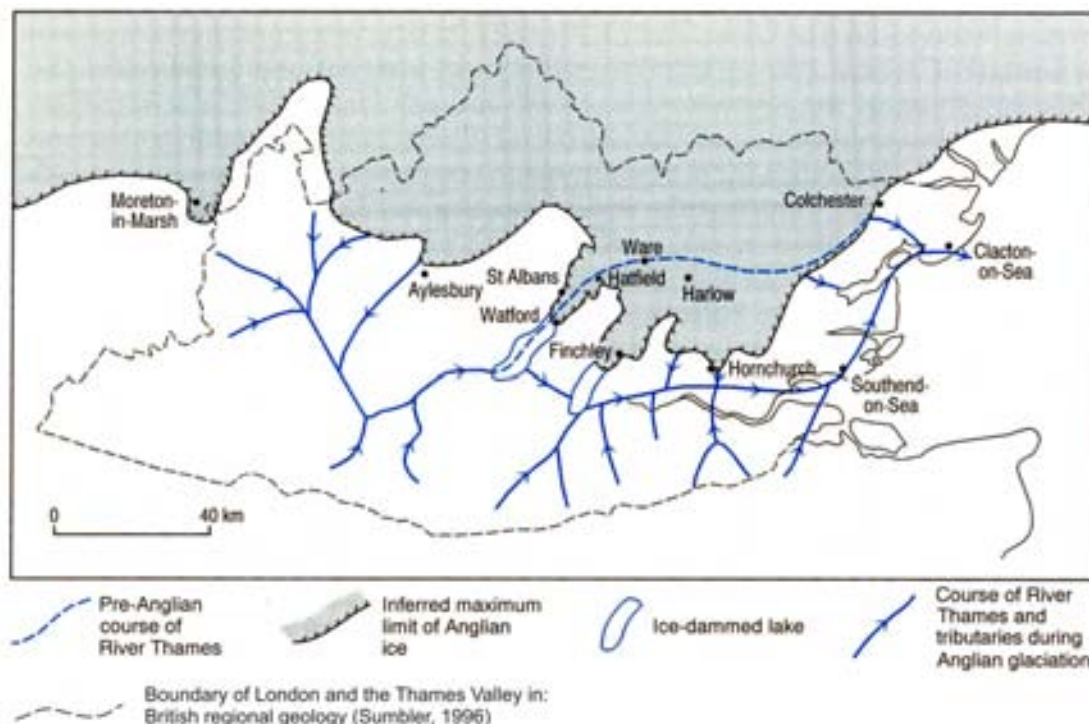 Moreton-
in-Marsh
Colchester
Clacton-
on-Sea
Ware
St Albans
Hatfield
Aylesbury
Harlow
Watford
Finchley
Hornchurch
Southend-
on-Sea
0 40 km
Pre-Anglian
course of
River Thames
Inferred maximum
limit of Anglian
ice
Ice-dammed lake
Course of River
Thames and
tributaries during
Anglian glaciation
Boundary of London and the Thames Valley in:
British regional geology (Sumbler, 1996)